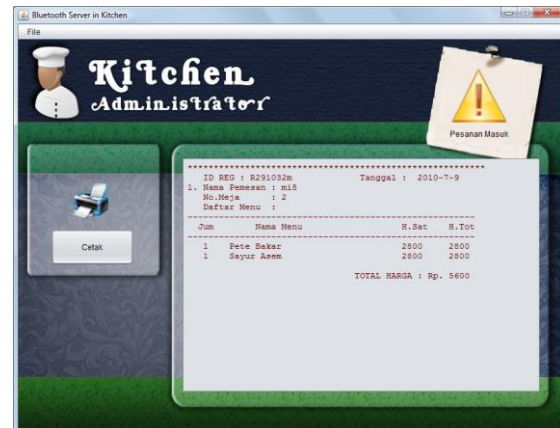 Bluetooth Server in Kitchen
File
Kitchen
Administrator
Pesanan Masuk
Cetak
************************************************************
ID REG : R291032m Tanggal : 2010-7-9
1. Nama Pemesan : mi8
No.Meja : 2
Daftar Menu :
------------------------------------------------------------
Jum Nama Menu H.Sat H.Tot
------------------------------------------------------------
1 Pete Bakar 2800 2800
1 Sayur Asem 2800 2800
TOTAL HARGA : Rp. 5600